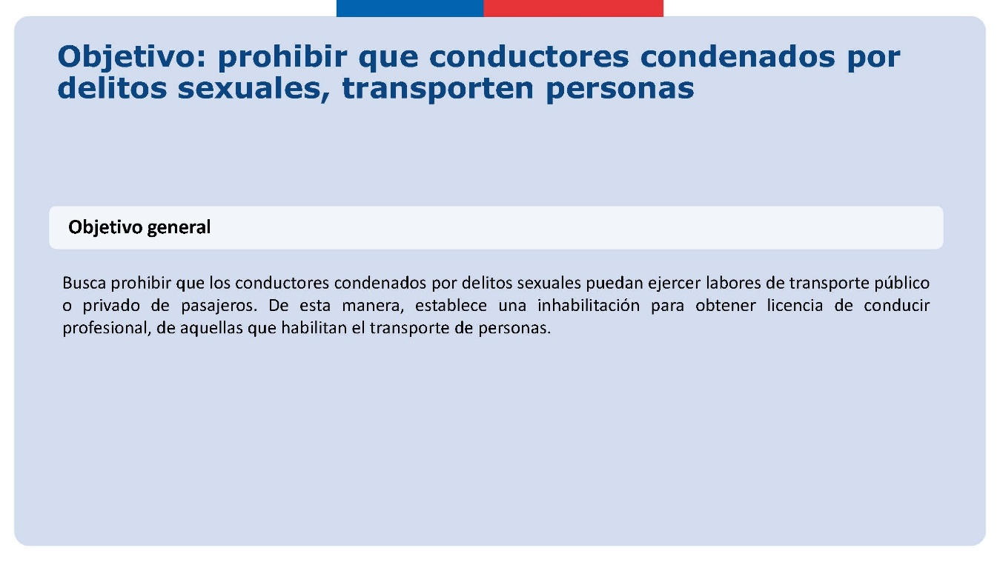 Objetivo: prohibir que conductores condenados por
delitos sexuales, transporten personas
Objetivo general
Busca prohibir que los conductores condenados por delitos sexuales puedan ejercer labores de transporte público
o privado de pasajeros. De esta manera, establece una inhabilitación para obtener licencia de conducir
profesional, de aquellas que habilitan el transporte de personas.